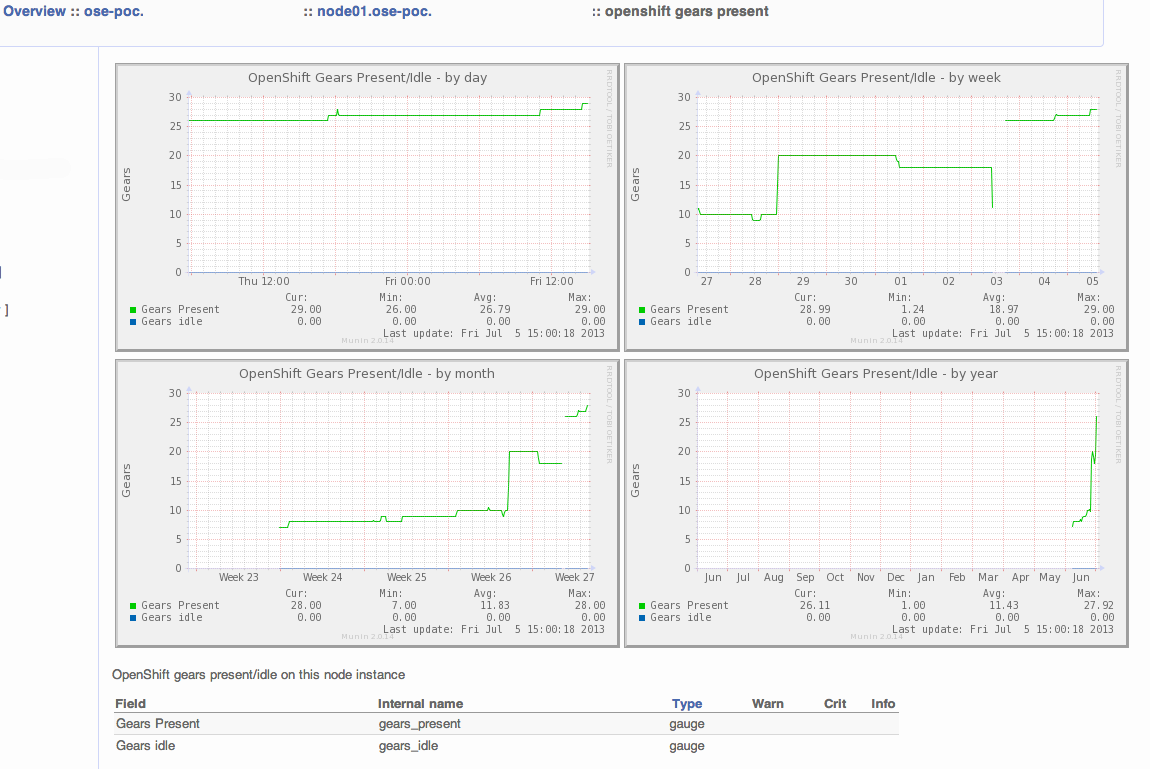 Overview :: ose-poc. :: node01.ose-poc. :: openshift gears present
OpenShift Gears Present/Idle - by day
RRDTOOL / TOBI OETIKER
30
25
20
15
10
5
0
Gears
Thu 12:00 Fri 00:00 Fri 12:00
Cur: Min: Avg: Max:
Gears Present 29.00 26.00 26.79 29.00
Gears idle 0.00 0.00 0.00 0.00
Last update: Fri Jul 5 15:00:18 2013
Munin 2.0.14
OpenShift Gears Present/Idle - by week
RRDTOOL / TOBI OETIKER
30
25
20
15
10
5
0
Gears
27 28 29 30 01 02 03 04 05
Cur: Min: Avg: Max:
Gears Present 28.99 1.24 18.97 29.00
Gears idle 0.00 0.00 0.00 0.00
Last update: Fri Jul 5 15:00:18 2013
Munin 2.0.14
]
OpenShift Gears Present/Idle - by month
RRDTOOL / TOBI OETIKER
30
25
20
15
10
5
0
Gears
Week 23 Week 24 Week 25 Week 26 Week 27
Cur: Min: Avg: Max:
Gears Present 28.00 7.00 11.83 28.00
Gears idle 0.00 0.00 0.00 0.00
Last update: Fri Jul 5 15:00:18 2013
Munin 2.0.14
OpenShift Gears Present/Idle - by year
RRDTOOL / TOBI OETIKER
30
25
20
15
10
5
0
Gears
Jun Jul Aug Sep Oct Nov Dec Jan Feb Mar Apr May Jun
Cur: Min: Avg: Max:
Gears Present 26.11 1.00 11.43 27.92
Gears idle 0.00 0.00 0.00 0.00
Last update: Fri Jul 5 15:00:18 2013
Munin 2.0.14
OpenShift gears present/idle on this node instance
Field Internal name Type Warn Crit Info
Gears Present gears_present gauge
Gears idle gears_idle gauge